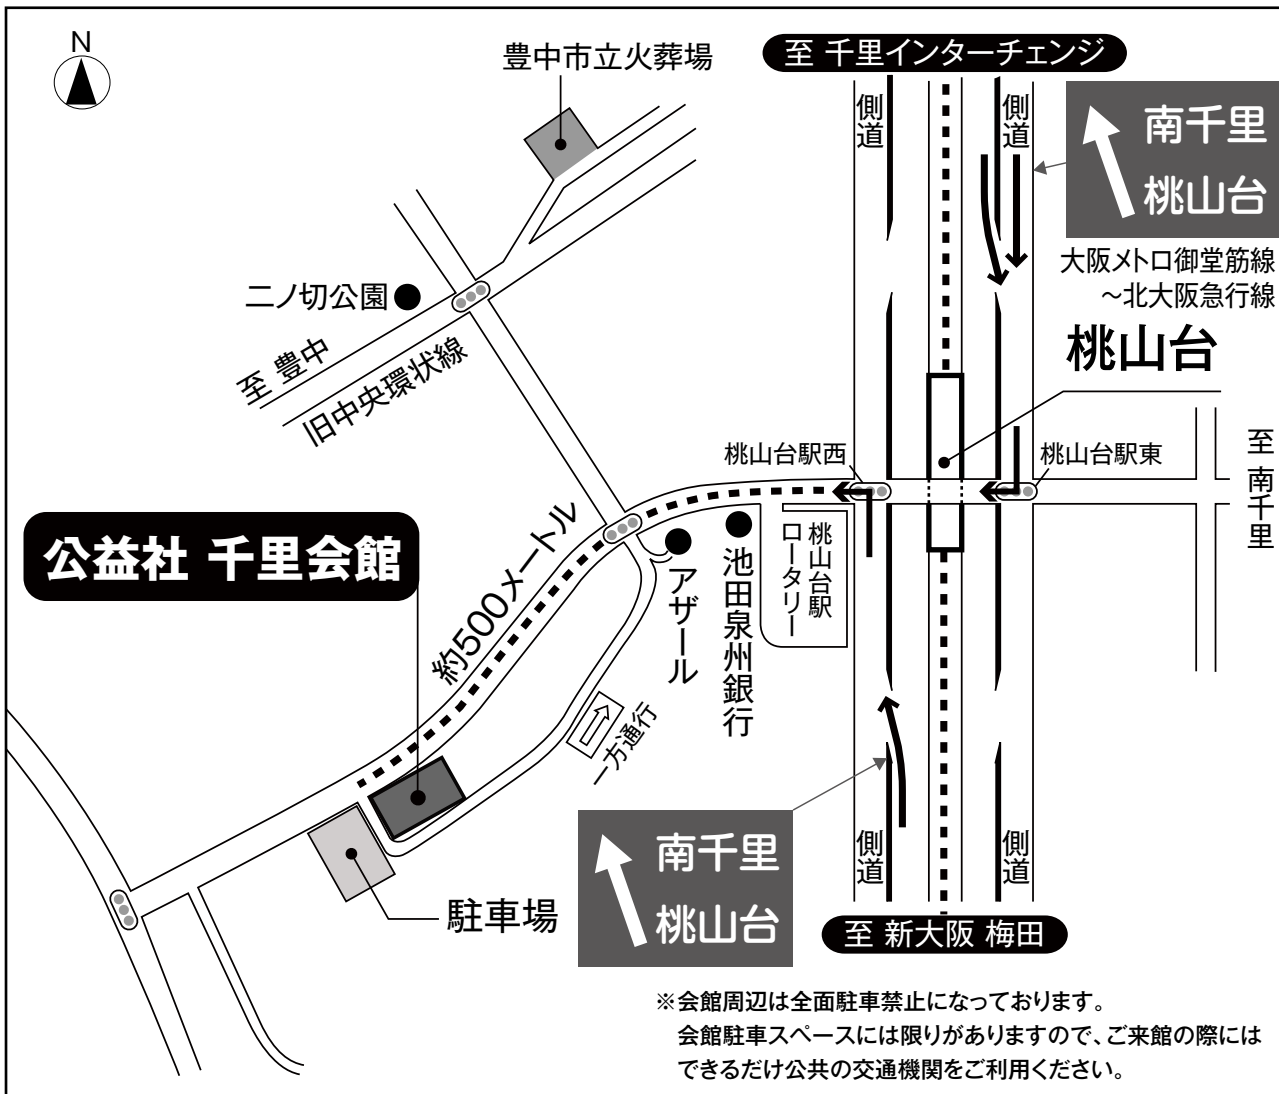 N
豊中市立火葬場
至 千里インターチェンジ
側道
側道
南千里
桃山台
大阪メトロ御堂筋線
〜北大阪急行線
桃山台
二ノ切公園
至 豊中
旧中央環状線
桃山台駅西
桃山台駅東
至 南千里
公益社 千里会館
約500メートル
アザール
池田泉州銀行
桃山台駅
ロータリー
一方通行
南千里
桃山台
側道
側道
駐車場
至 新大阪 梅田
※会館周辺は全面駐車禁止になっております。
会館駐車スペースには限りがありますので、ご来館の際には
できるだけ公共の交通機関をご利用ください。